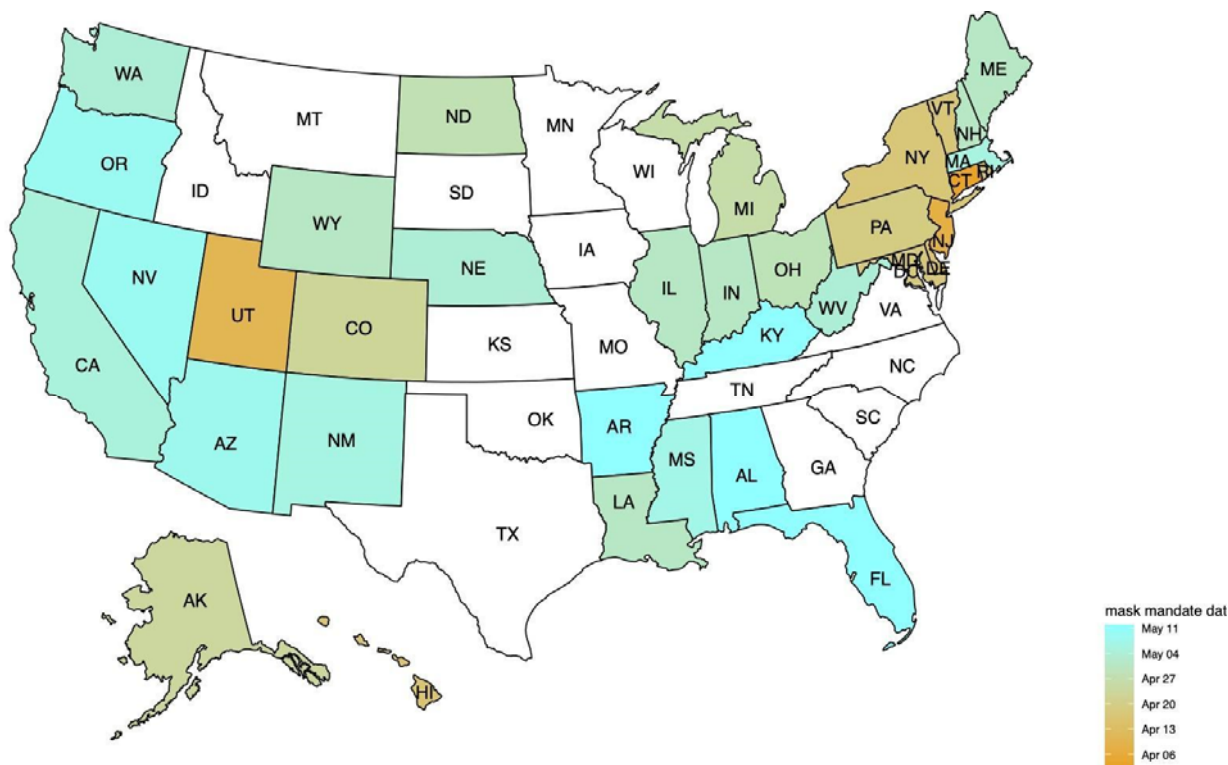 WA
MT
ND
MN
ME
VT
NH
OR
ID
SD
WI
NY
MA
CT
RI
WY
MI
PA
NJ
NV
NE
IA
IL
IN
OH
MD
DC
DE
UT
CO
KS
MO
WV
VA
KY
CA
AZ
NM
OK
AR
TN
NC
SC
MS
AL
GA
TX
LA
FL
AK
HI
mask mandate dat
May 11
May 04
Apr 27
Apr 20
Apr 13
Apr 06